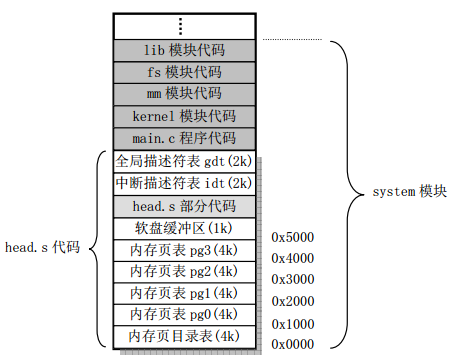 lib 模块代码
fs 模块代码
mm 模块代码
kernel 模块代码
main.c 程序代码
全局描述符表 gdt(2k)
中断描述符表 idt(2k)
head.s 部分代码
软盘缓冲区(1k)
内存页表 pg3(4k)
内存页表 pg2(4k)
内存页表 pg1(4k)
内存页表 pg0(4k)
内存页目录表(4k)
head.s 代码
0x5000
0x4000
0x3000
0x2000
0x1000
0x0000
system 模块